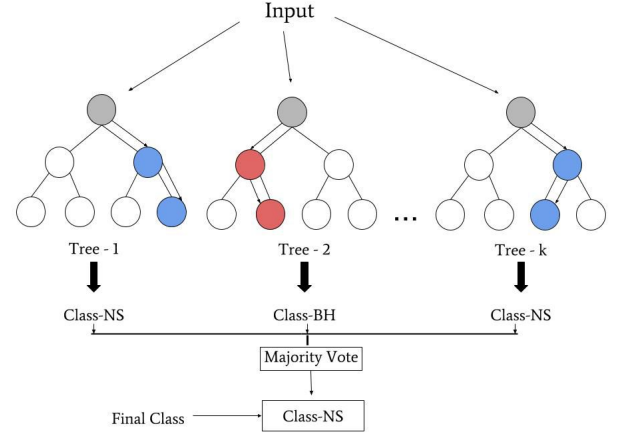 Input
...
Tree - 1
Tree - 2
Tree - k
Class-NS
Class-BH
Class-NS
Majority Vote
Final Class
Class-NS